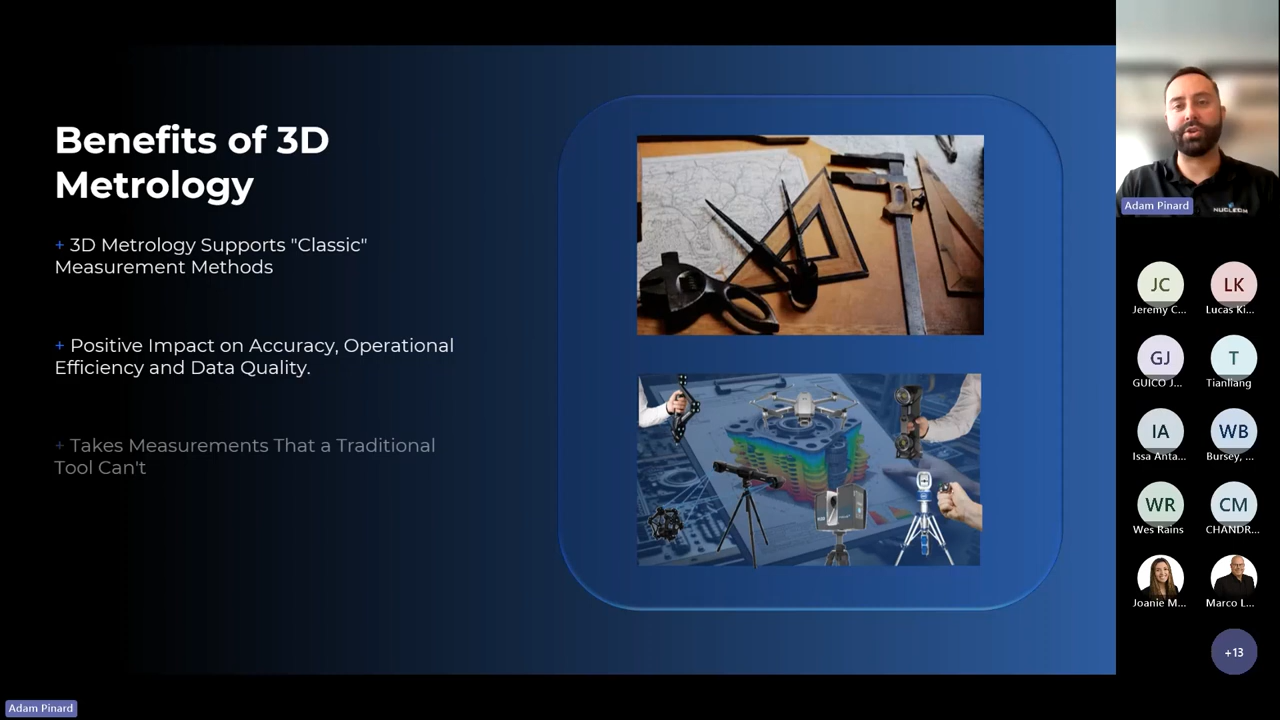 Benefits of 3D
Metrology
+ 3D Metrology Supports "Classic"
Measurement Methods
+ Positive Impact on Accuracy, Operational
Efficiency and Data Quality.
+ Takes Measurements That a Traditional
Tool Can't
Adam Pinard
NUCLEOM
JC
LK
Jeremy C...
Lucas Ki...
GJ
T
GUICO J...
Tianliang
IA
WB
Issa Anta...
Bursey, ...
WR
CM
Wes Rains
CHANDR...
Joanie M...
Marco L...
+13
Adam Pinard